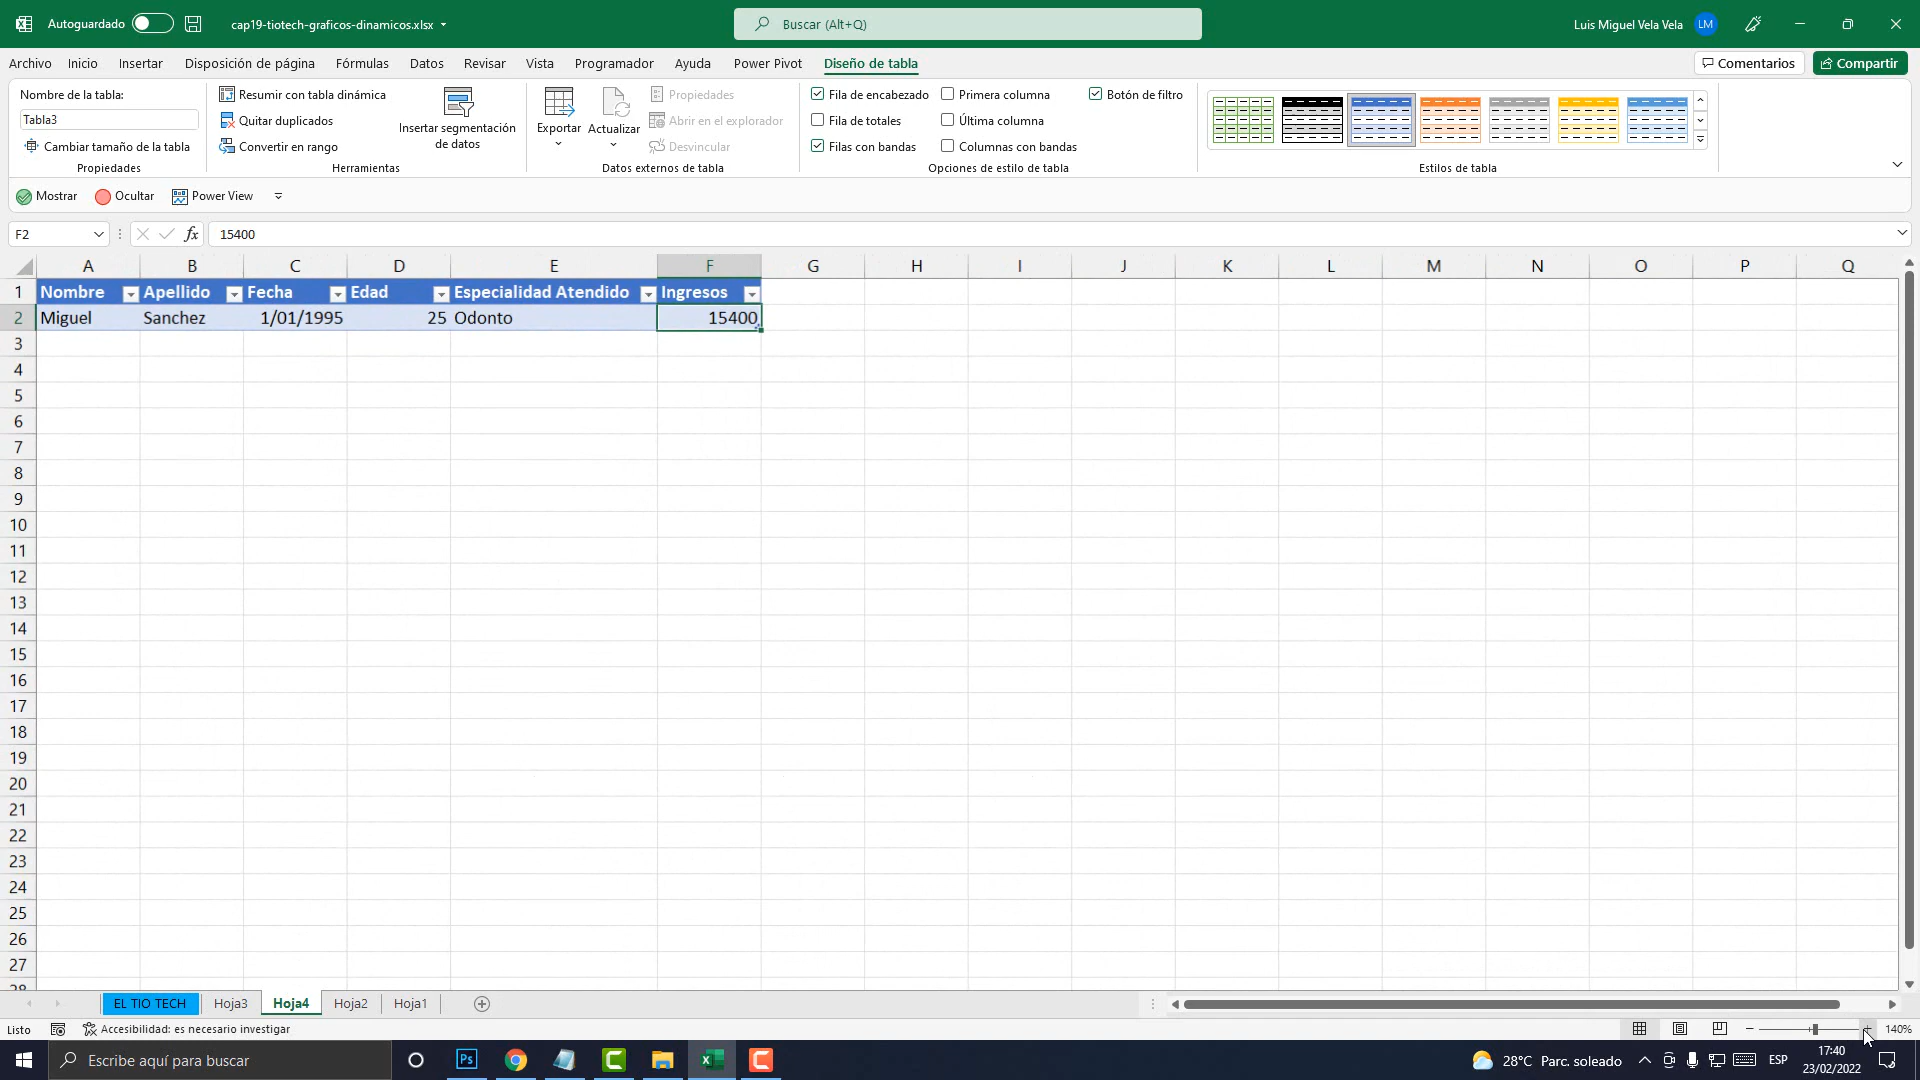 Autoguardado cap19-tiotech-graficos-dinamicos.xlsx Buscar (Alt+Q) Luis Miguel Vela Vela LM
Archivo Inicio Insertar Disposición de página Fórmulas Datos Revisar Vista Programador Ayuda Power Pivot Diseño de tabla Comentarios Compartir
Nombre de la tabla: Resumir con tabla dinámica Propiedades Fila de encabezado Primera columna Botón de filtro
Tabla3 Quitar duplicados Insertar segmentación Exportar Actualizar Abrir en el explorador Fila de totales Última columna
Cambiar tamaño de la tabla Convertir en rango de datos Desvincular Filas con bandas Columnas con bandas
Propiedades Herramientas Datos externos de tabla Opciones de estilo de tabla Estilos de tabla
Mostrar Ocultar Power View
F2 fx 15400
A B C D E F G H I J K L M N O P Q
1 Nombre Apellido Fecha Edad Especialidad Atendido Ingresos
2 Miguel Sanchez 1/01/1995 25 Odonto 15400
3
4
5
6
7
8
9
10
11
12
13
14
15
16
17
18
19
20
21
22
23
24
25
26
27
28
EL TIO TECH Hoja3 Hoja4 Hoja2 Hoja1
Listo Accesibilidad: es necesario investigar 140%
Escribe aquí para buscar Ps 28°C Parc. soleado ESP 17:40
23/02/2022